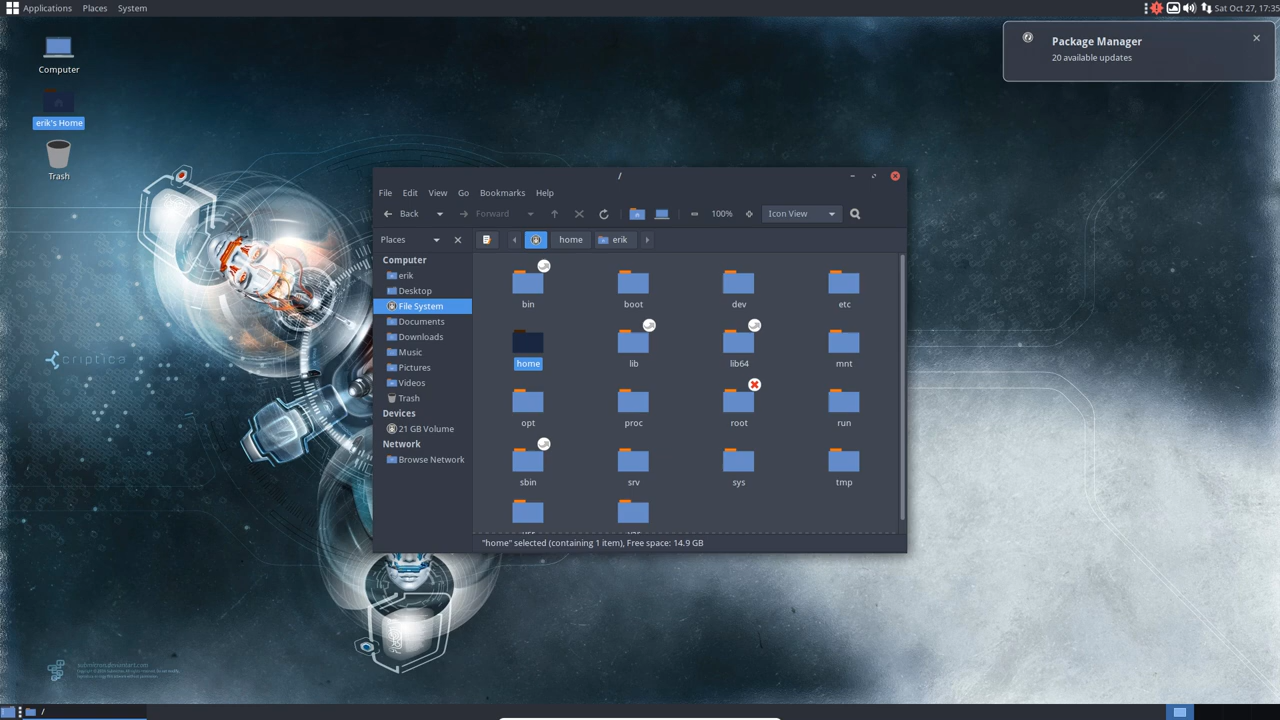 Applications Places System
Sat Oct 27, 17:35
Package Manager
20 available updates
Computer
erik's Home
Trash
criptica
/
File Edit View Go Bookmarks Help
Back Forward 100% Icon View
Places home erik
Computer
erik
Desktop
File System
Documents
Downloads
Music
Pictures
Videos
Trash
Devices
21 GB Volume
Network
Browse Network
bin boot dev etc
home lib lib64 mnt
opt proc root run
sbin srv sys tmp
"home" selected (containing 1 item), Free space: 14.9 GB
/